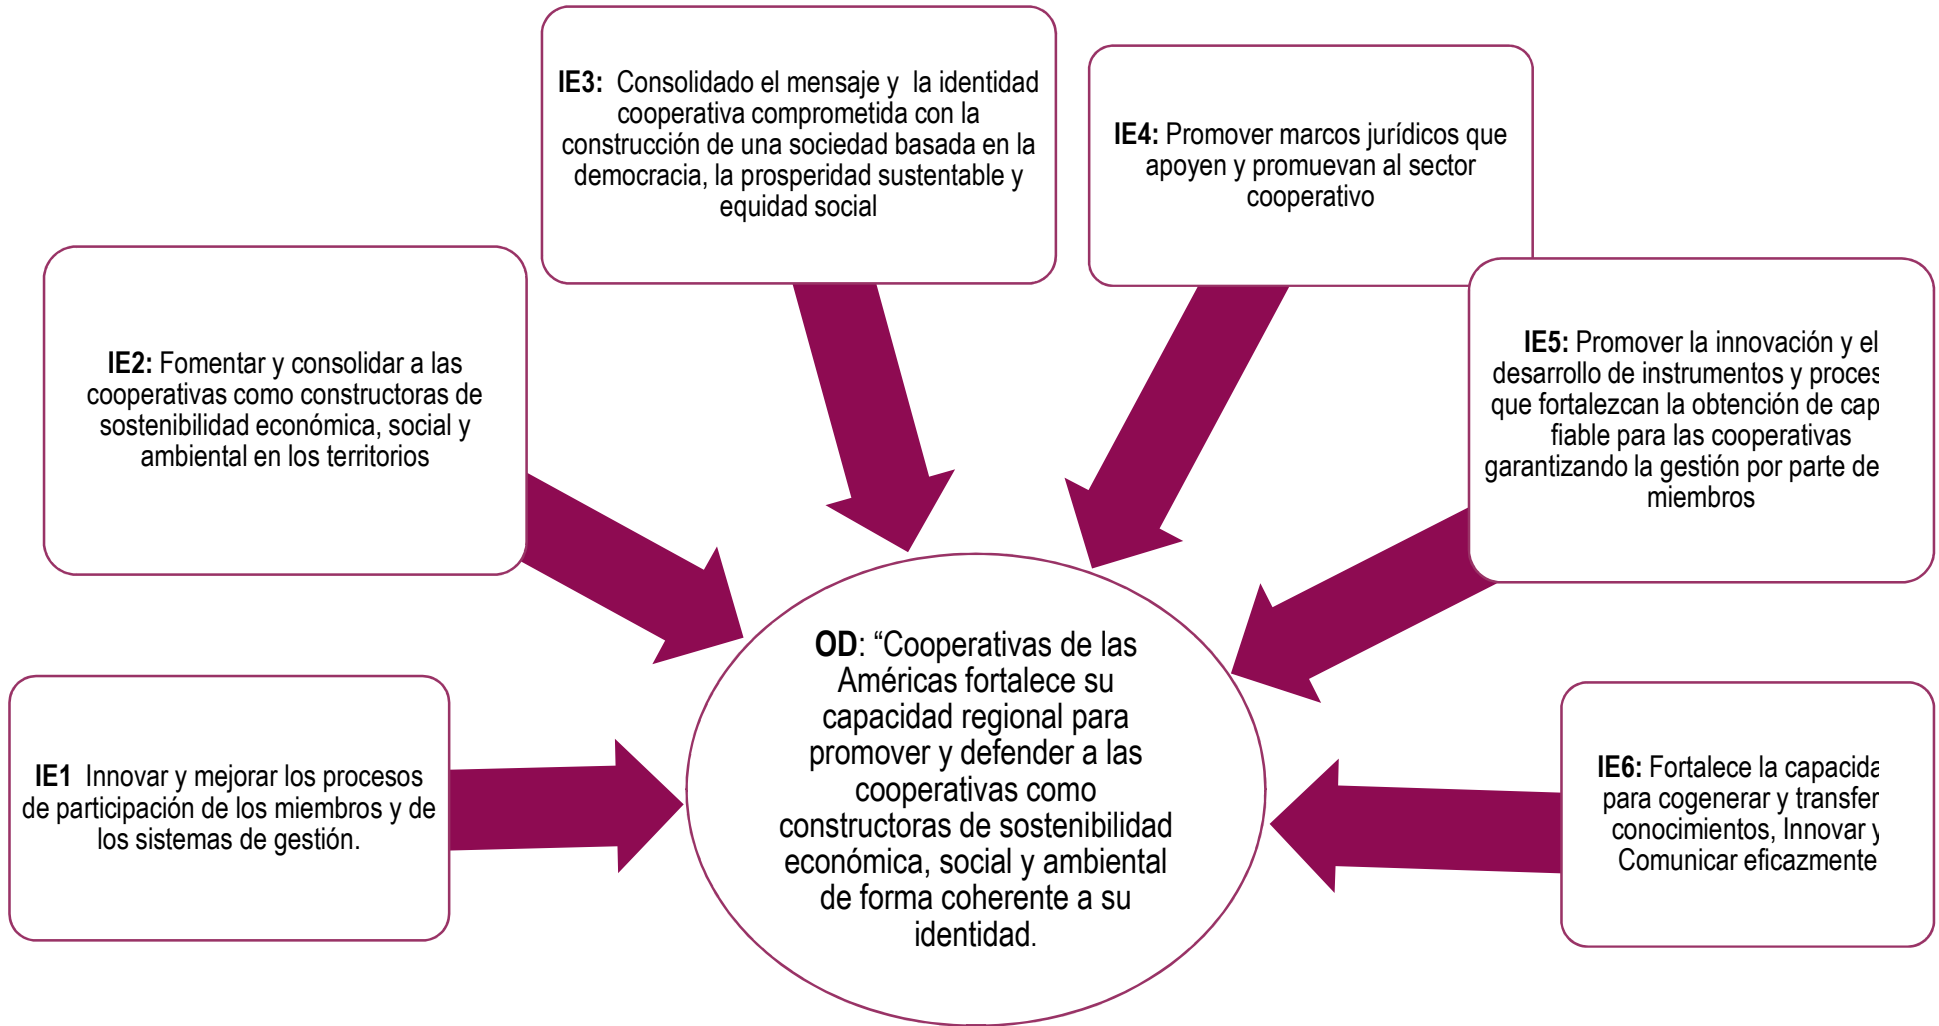 IE3: Consolidado el mensaje y la identidad
cooperativa comprometida con la
construcción de una sociedad basada en la
democracia, la prosperidad sustentable y
equidad social
IE4: Promover marcos jurídicos que
apoyen y promuevan al sector
cooperativo
IE2: Fomentar y consolidar a las
cooperativas como constructoras de
sostenibilidad económica, social y
ambiental en los territorios
IE5: Promover la innovación y el
desarrollo de instrumentos y proces
que fortalezcan la obtención de cap
fiable para las cooperativas
garantizando la gestión por parte de
miembros
OD: “Cooperativas de las
Américas fortalece su
capacidad regional para
promover y defender a las
cooperativas como
constructoras de sostenibilidad
económica, social y ambiental
de forma coherente a su
identidad.
IE1 Innovar y mejorar los procesos
de participación de los miembros y de
los sistemas de gestión.
IE6: Fortalece la capacida
para cogenerar y transfer
conocimientos, Innovar y
Comunicar eficazmente